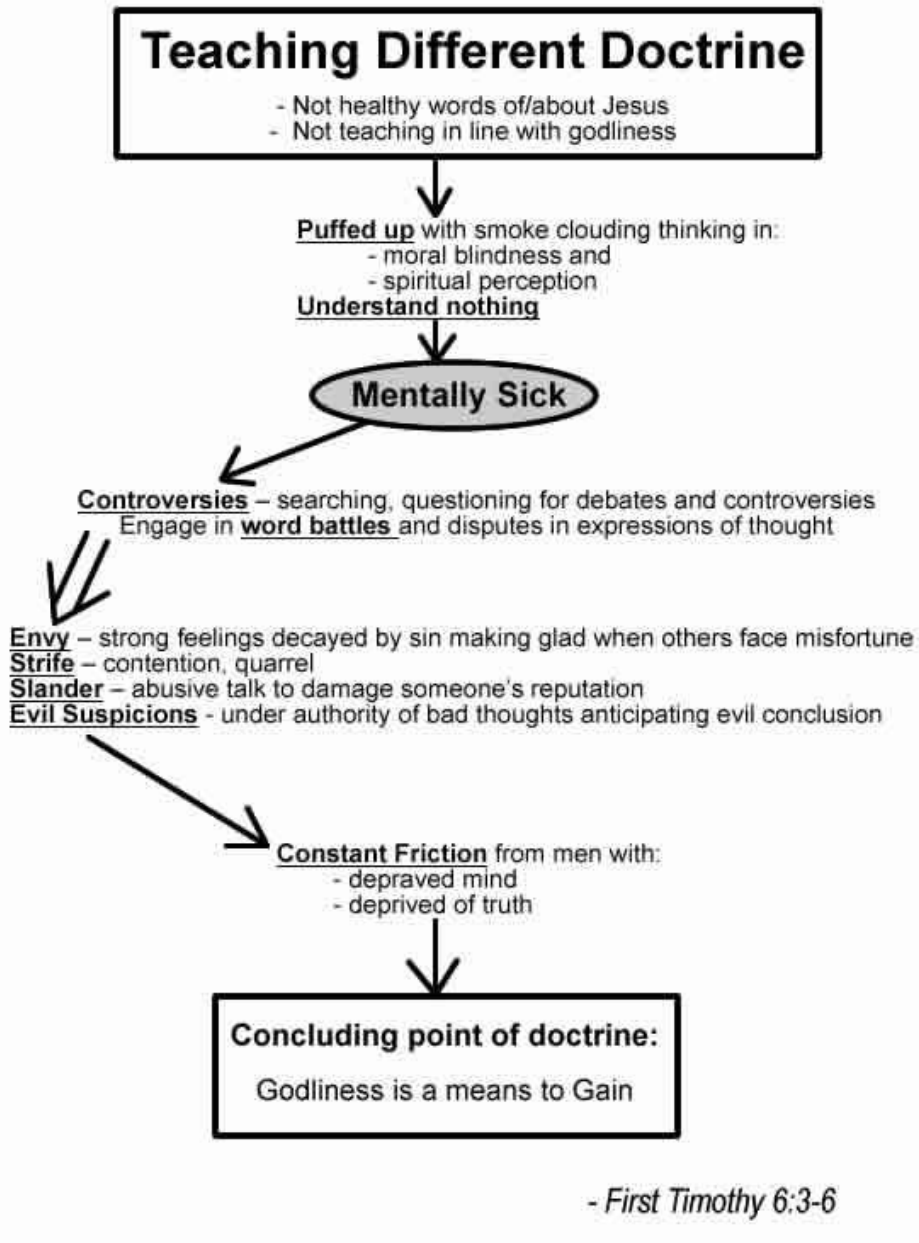 Teaching Different Doctrine
- Not healthy words of/about Jesus
- Not teaching in line with godliness
Puffed up with smoke clouding thinking in:
- moral blindness and
- spiritual perception
Understand nothing
Mentally Sick
Controversies – searching, questioning for debates and controversies
Engage in word battles and disputes in expressions of thought
Envy – strong feelings decayed by sin making glad when others face misfortune
Strife – contention, quarrel
Slander – abusive talk to damage someone's reputation
Evil Suspicions - under authority of bad thoughts anticipating evil conclusion
Constant Friction from men with:
- depraved mind
- deprived of truth
Concluding point of doctrine:
Godliness is a means to Gain
- First Timothy 6:3-6